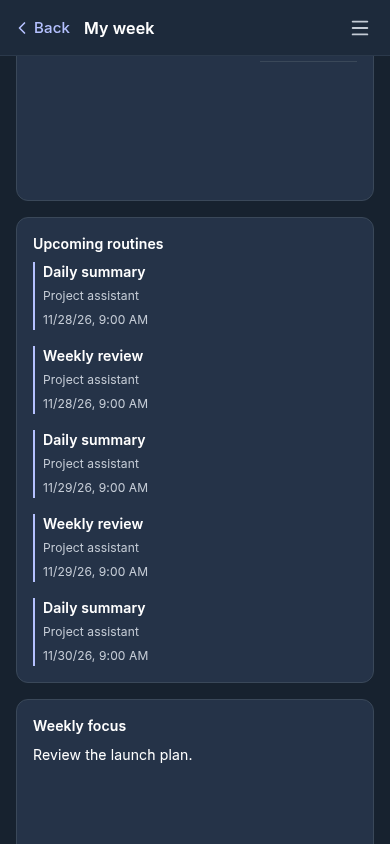 Back My week
Upcoming routines
Daily summary
Project assistant
11/28/26, 9:00 AM
Weekly review
Project assistant
11/28/26, 9:00 AM
Daily summary
Project assistant
11/29/26, 9:00 AM
Weekly review
Project assistant
11/29/26, 9:00 AM
Daily summary
Project assistant
11/30/26, 9:00 AM
Weekly focus
Review the launch plan.